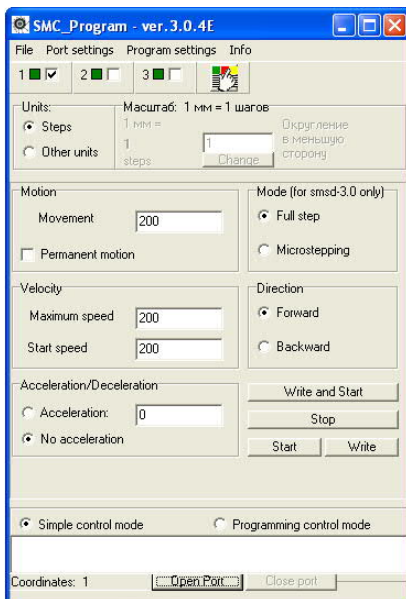 SMC_Program - ver.3.0.4E
File Port settings Program settings Info
1 2 3
Units: Масштаб: 1 мм = 1 шагов
Steps
Other units
1 мм =
1
steps
1
Change
Округление
в меньшую
сторону
Motion
Movement 200
Permanent motion
Mode (for smsd-3.0 only)
Full step
Microstepping
Velocity
Maximum speed 200
Start speed 200
Direction
Forward
Backward
Acceleration/Deceleration
Acceleration: 0
No acceleration
Write and Start
Stop
Start Write
Simple control mode Programming control mode
Coordinates: 1 Open Port Close port